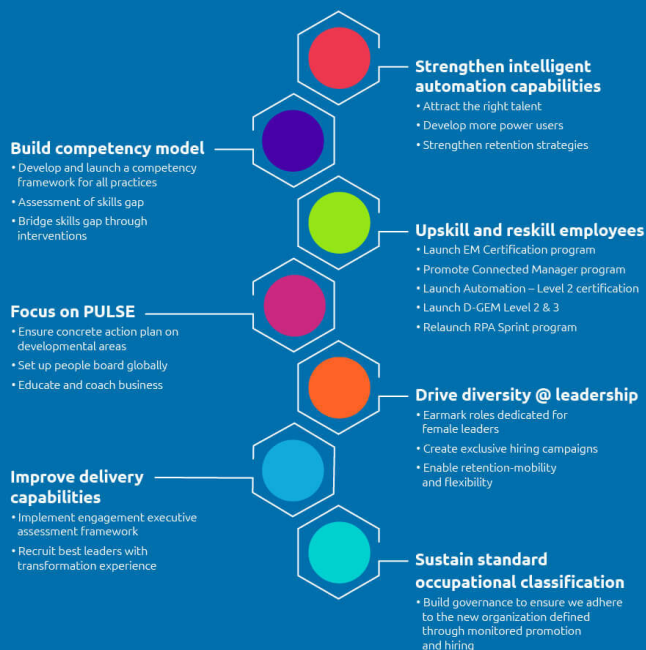 Strengthen intelligent
automation capabilities
• Attract the right talent
• Develop more power users
• Strengthen retention strategies
Build competency model
• Develop and launch a competency
framework for all practices
• Assessment of skills gap
• Bridge skills gap through
interventions
Upskill and reskill employees
• Launch EM Certification program
• Promote Connected Manager program
• Launch Automation – Level 2 certification
• Launch D-GEM Level 2 & 3
• Relaunch RPA Sprint program
Focus on PULSE
• Ensure concrete action plan on
developmental areas
• Set up people board globally
• Educate and coach business
Drive diversity @ leadership
• Earmark roles dedicated for
female leaders
• Create exclusive hiring campaigns
• Enable retention-mobility
and flexibility
Improve delivery
capabilities
• Implement engagement executive
assessment framework
• Recruit best leaders with
transformation experience
Sustain standard
occupational classification
• Build governance to ensure we adhere
to the new organization defined
through monitored promotion
and hiring